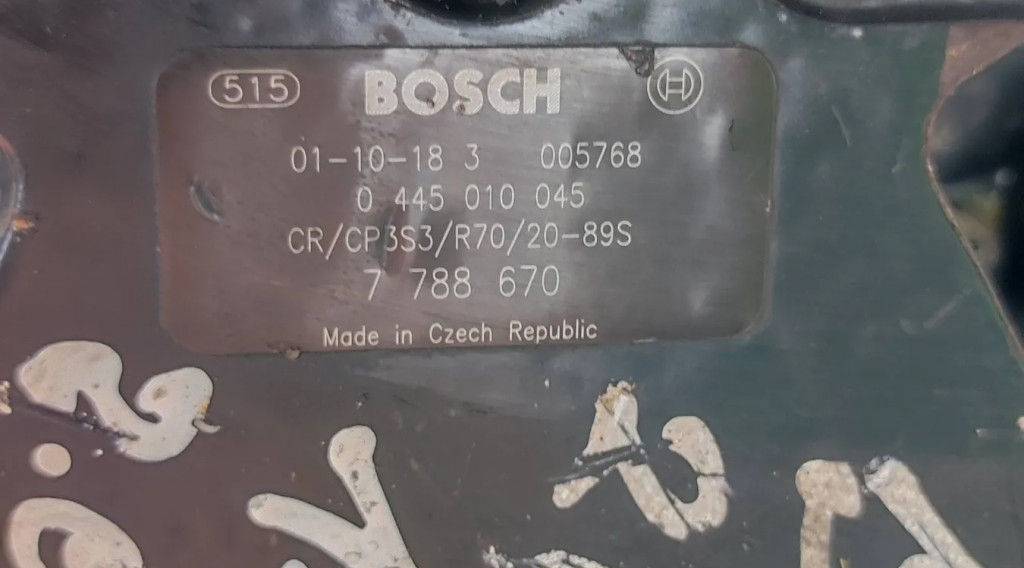 515 BOSCH
01-10-18 3 005768
0 445 010 045
CR/CP3S3/R70/20-89S
7 788 670
Made in Czech Republic